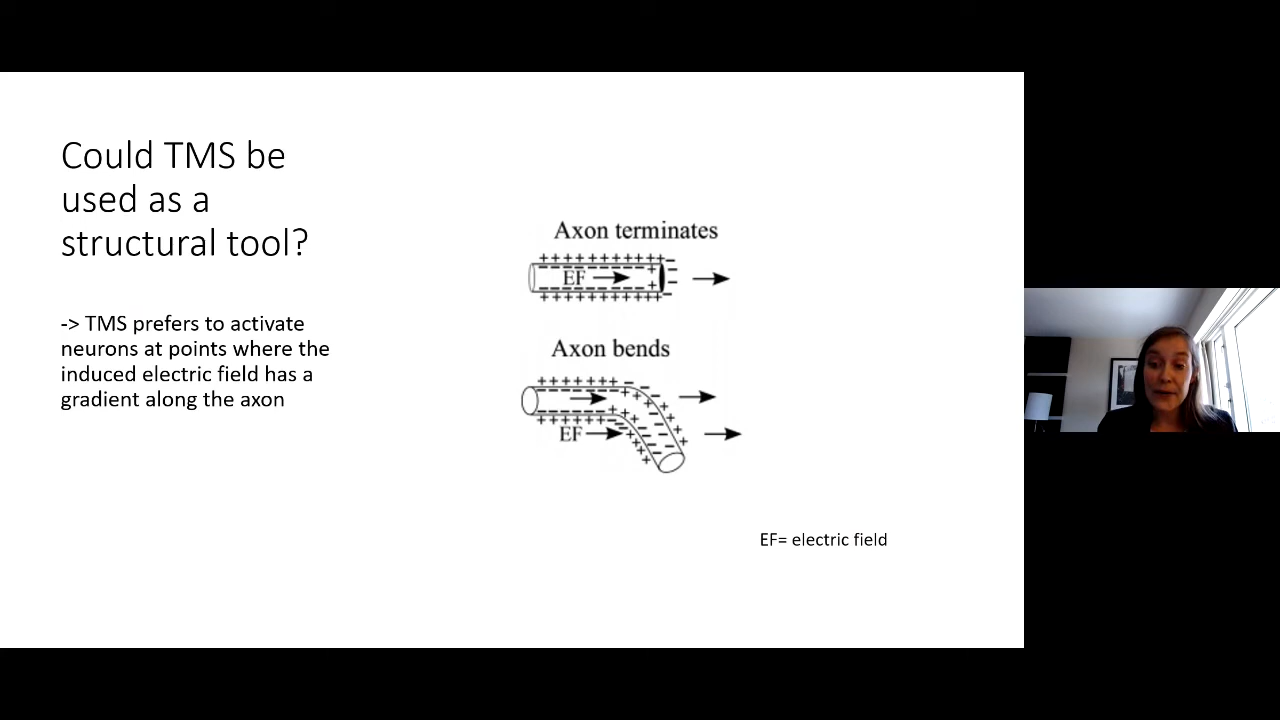 Could TMS be
used as a
structural tool?
-> TMS prefers to activate
neurons at points where the
induced electric field has a
gradient along the axon
Axon terminates
EF
Axon bends
EF
EF= electric field